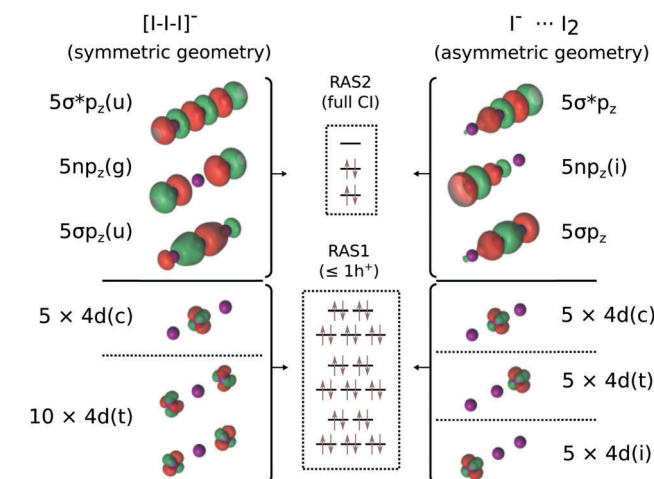 [I-I-I]⁻
(symmetric geometry)
I⁻ ··· I₂
(asymmetric geometry)
5σ*p_z(u)
5np_z(g)
5σp_z(u)
5 × 4d(c)
10 × 4d(t)
RAS2
(full CI)
RAS1
(≤ 1h⁺)
5σ*p_z
5np_z(i)
5σp_z
5 × 4d(c)
5 × 4d(t)
5 × 4d(i)